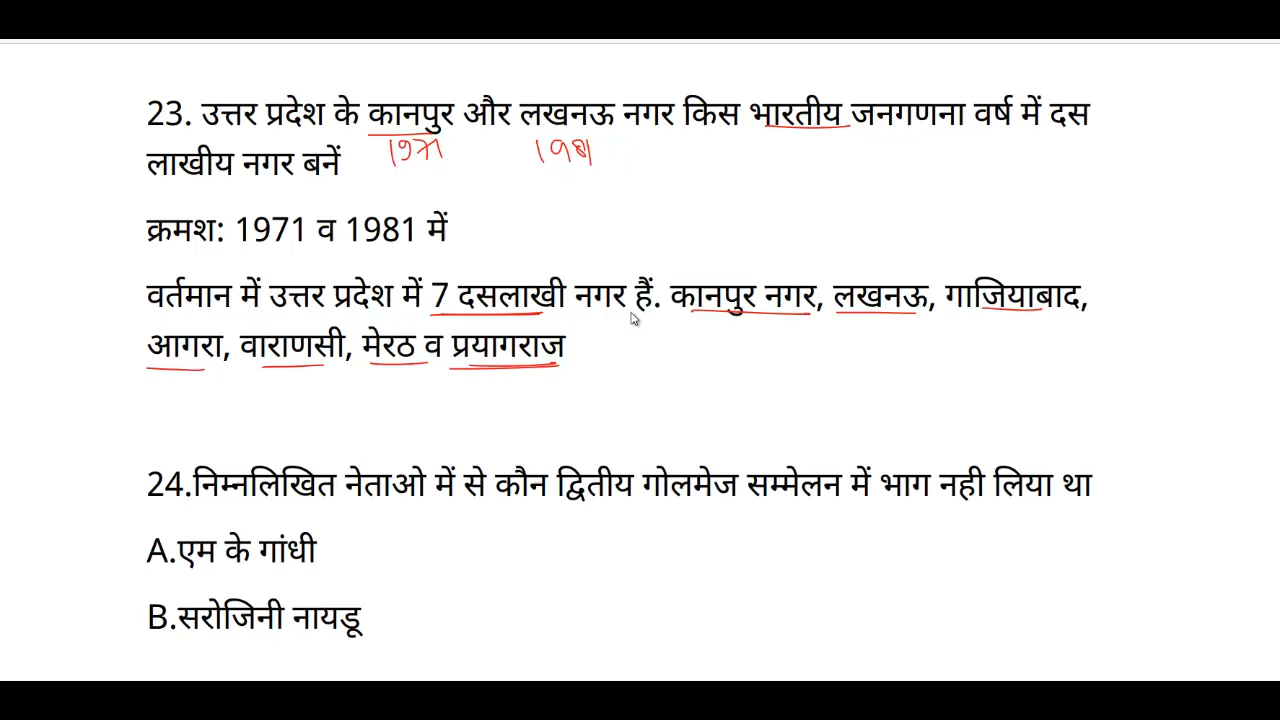 23. उत्तर प्रदेश के कानपुर और लखनऊ नगर किस भारतीय जनगणना वर्ष में दस
1971 1981
लाखीय नगर बनें
क्रमश: 1971 व 1981 में
वर्तमान में उत्तर प्रदेश में 7 दसलाखी नगर हैं. कानपुर नगर, लखनऊ, गाजियाबाद,
आगरा, वाराणसी, मेरठ व प्रयागराज
24.निम्नलिखित नेताओ में से कौन द्वितीय गोलमेज सम्मेलन में भाग नही लिया था
A.एम के गांधी
B.सरोजिनी नायडू